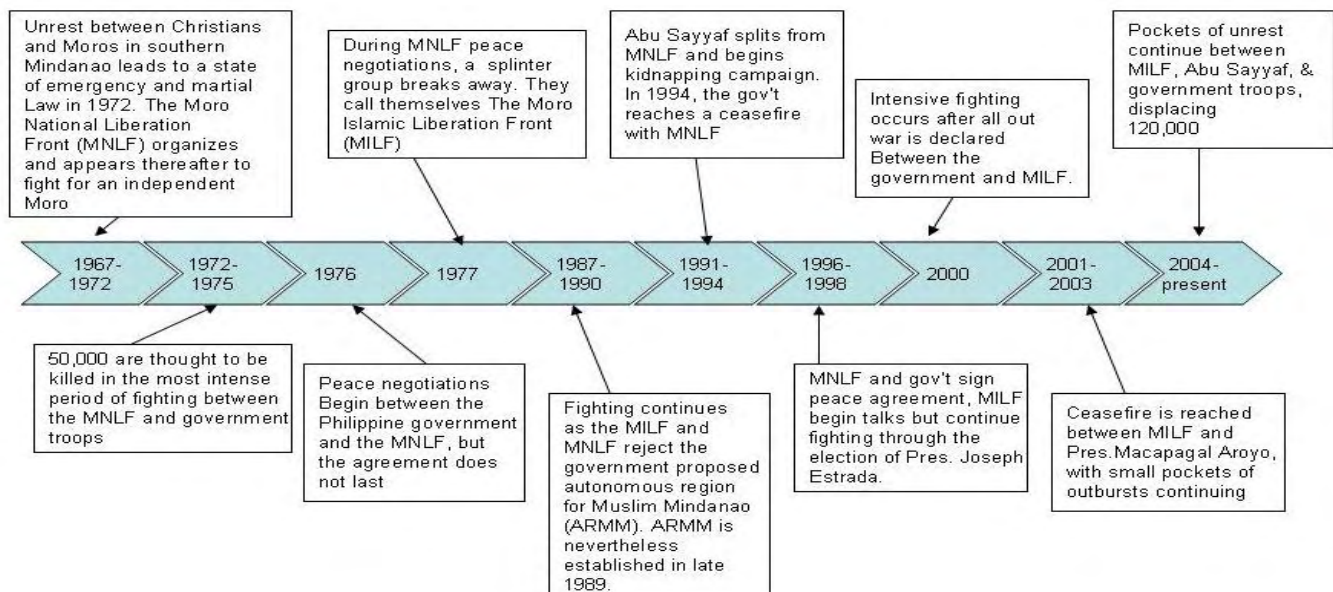 Unrest between Christians
and Moros in southern
Mindanao leads to a state
of emergency and martial
Law in 1972. The Moro
National Liberation
Front (MNLF) organizes
and appears thereafter to
fight for an independent
Moro
During MNLF peace
negotiations, a splinter
group breaks away. They
call themselves The Moro
Islamic Liberation Front
(MILF)
Abu Sayyaf splits from
MNLF and begins
kidnapping campaign.
In 1994, the gov't
reaches a ceasefire
with MNLF
Intensive fighting
occurs after all out
war is declared
Between the
government and MILF.
Pockets of unrest
continue between
MILF, Abu Sayyaf, &
government troops,
displacing
120,000
1967-
1972
1972-
1975
1976
1977
1987-
1990
1991-
1994
1996-
1998
2000
2001-
2003
2004-
present
50,000 are thought to be
killed in the most intense
period of fighting between
the MNLF and government
troops
Peace negotiations
Begin between the
Philippine government
and the MNLF, but
the agreement does
not last
Fighting continues
as the MILF and
MNLF reject the
government proposed
autonomous region
for Muslim Mindanao
(ARMM). ARMM is
nevertheless
established in late
1989.
MNLF and gov't sign
peace agreement, MILF
begin talks but continue
fighting through the
election of Pres. Joseph
Estrada.
Ceasefire is reached
between MILF and
Pres.Macapagal Aroyo,
with small pockets of
outbursts continuing